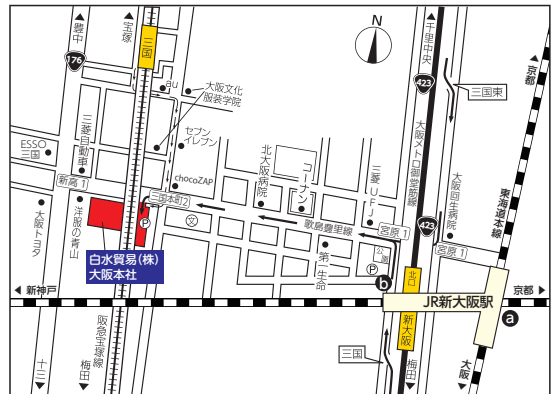 豊中
宝塚
三国
N
千里中央
京都
176
423
三国東
au
大阪文化
服装学院
三菱自動車
セブン
イレブン
ESSO
三国
chocoZAP
北大阪病院
コーナン
三菱UFJ
大阪メトロ御堂筋線
大阪回生病院
東海道本線
新高1
三国本町2
歌島豊里線
宮原1
423
宮原1
大阪トヨタ
洋服の青山
P
文
第一生命
公園
P
白水貿易(株)
大阪本社
北口
b
新神戸
JR新大阪駅
京都
a
阪急宝塚線
新大阪
三国
十三
梅田
梅田
大阪